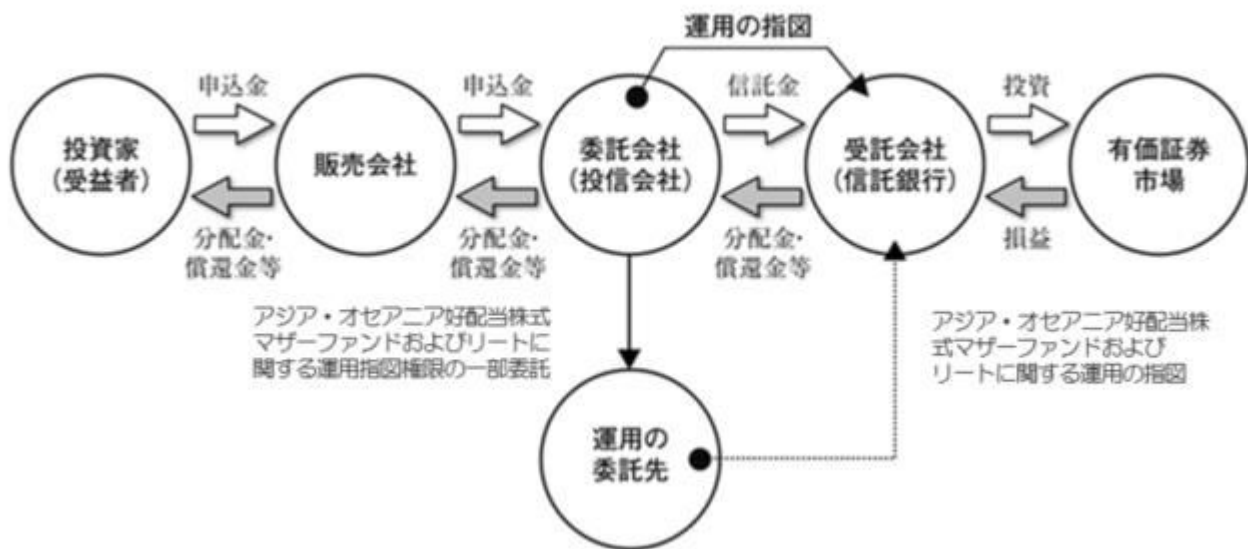 運用の指図
申込金
申込金
信託金
投資
投資家
(受益者)
販売会社
委託会社
(投信会社)
受託会社
(信託銀行)
有価証券
市場
分配金・
償還金等
分配金・
償還金等
分配金・
償還金等
損益
アジア・オセアニア好配当株式
マザーファンドおよびリートに
関する運用指図権限の一部委託
アジア・オセアニア好配当株
式マザーファンドおよび
リートに関する運用の指図
運用の
委託先